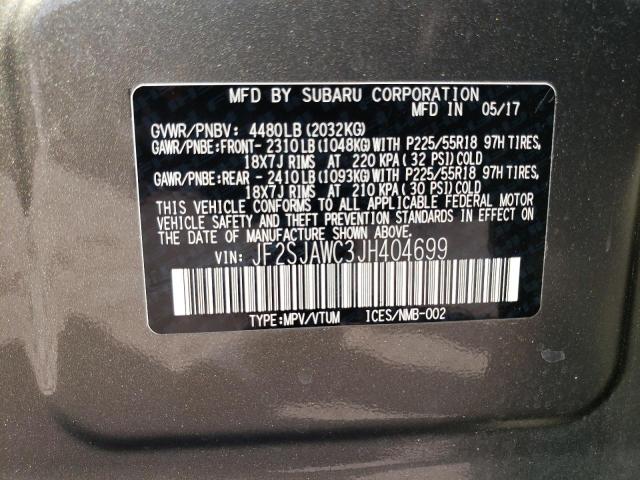 MFD BY SUBARU CORPORATION
MFD IN 05/17
GVWR/PNBV: 4480LB (2032KG)
GAWR/PNBE:FRONT- 2310LB (1048KG) WITH P225/55R18 97H TIRES,
18X7J RIMS AT 220 KPA (32 PSI) COLD
GAWR/PNBE:REAR - 2410LB (1093KG) WITH P225/55R18 97H TIRES,
18X7J RIMS AT 210 KPA (30 PSI) COLD
THIS VEHICLE CONFORMS TO ALL APPLICABLE FEDERAL MOTOR
VEHICLE SAFETY AND THEFT PREVENTION STANDARDS IN EFFECT ON
THE DATE OF MANUFACTURE SHOWN ABOVE.
VIN: JF2SJAWC3JH404699
TYPE:MPV/VTUM ICES/NMB-002